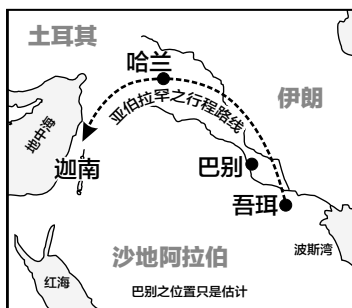 土耳其
哈兰
伊朗
亚伯拉罕之行程路线
地中海
迦南
巴别
吾珥
沙地阿拉伯
波斯湾
红海
巴别之位置只是估计